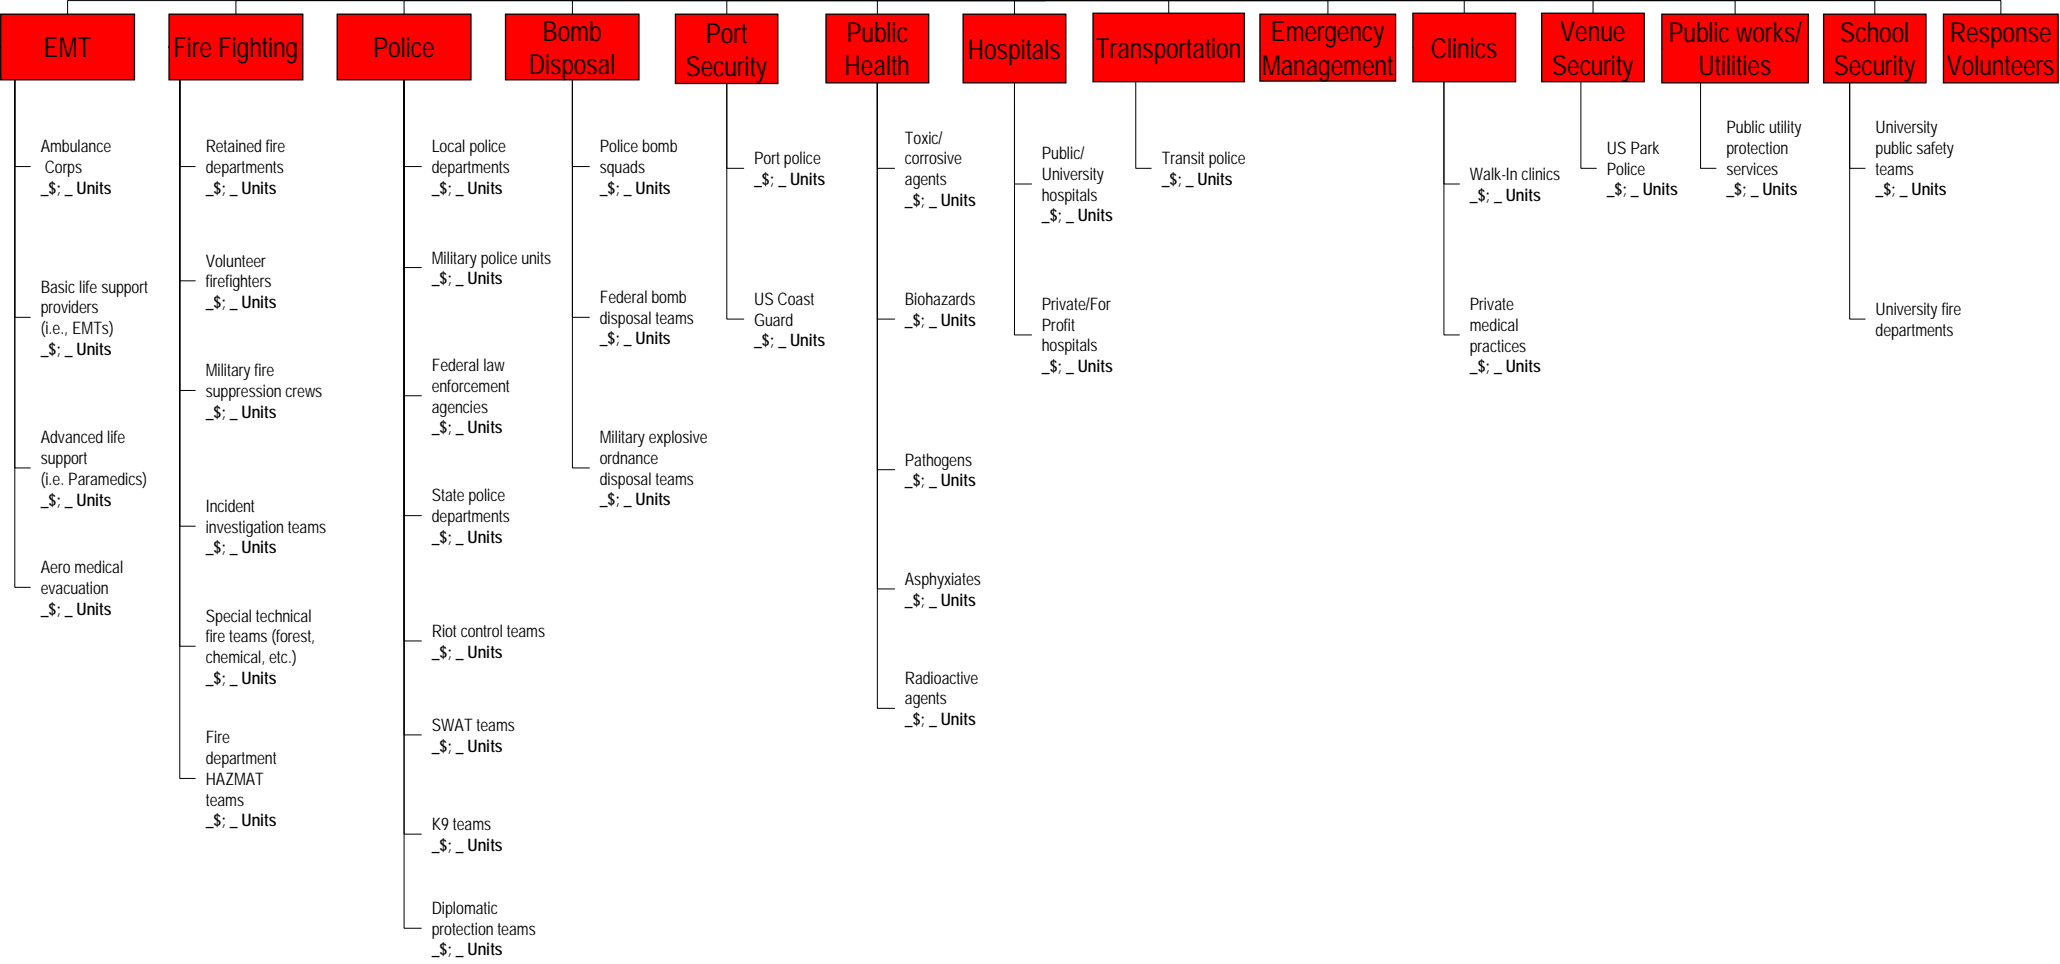 EMT
Fire Fighting
Police
Bomb
Disposal
Port
Security
Public
Health
Hospitals
Transportation
Emergency
Management
Clinics
Venue
Security
Public works/
Utilities
School
Security
Response
Volunteers
Ambulance
Corps
_$; _ Units
Basic life support
providers
(i.e., EMTs)
_$; _ Units
Advanced life
support
(i.e. Paramedics)
_$; _ Units
Aero medical
evacuation
_$; _ Units
Retained fire
departments
_$; _ Units
Volunteer
firefighters
_$; _ Units
Military fire
suppression crews
_$; _ Units
Incident
investigation teams
_$; _ Units
Special technical
fire teams (forest,
chemical, etc.)
_$; _ Units
Fire
department
HAZMAT
teams
_$; _ Units
Local police
departments
_$; _ Units
Military police units
_$; _ Units
Federal law
enforcement
agencies
_$; _ Units
State police
departments
_$; _ Units
Riot control teams
_$; _ Units
SWAT teams
_$; _ Units
K9 teams
_$; _ Units
Diplomatic
protection teams
_$; _ Units
Police bomb
squads
_$; _ Units
Federal bomb
disposal teams
_$; _ Units
Military explosive
ordnance
disposal teams
_$; _ Units
Port police
_$; _ Units
US Coast
Guard
_$; _ Units
Toxic/
corrosive
agents
_$; _ Units
Biohazards
_$; _ Units
Pathogens
_$; _ Units
Asphyxiates
_$; _ Units
Radioactive
agents
_$; _ Units
Public/
University
hospitals
_$; _ Units
Private/For
Profit
hospitals
_$; _ Units
Transit police
_$; _ Units
Walk-In clinics
_$; _ Units
Private
medical
practices
_$; _ Units
US Park
Police
_$; _ Units
Public utility
protection
services
_$; _ Units
University
public safety
teams
_$; _ Units
University fire
departments